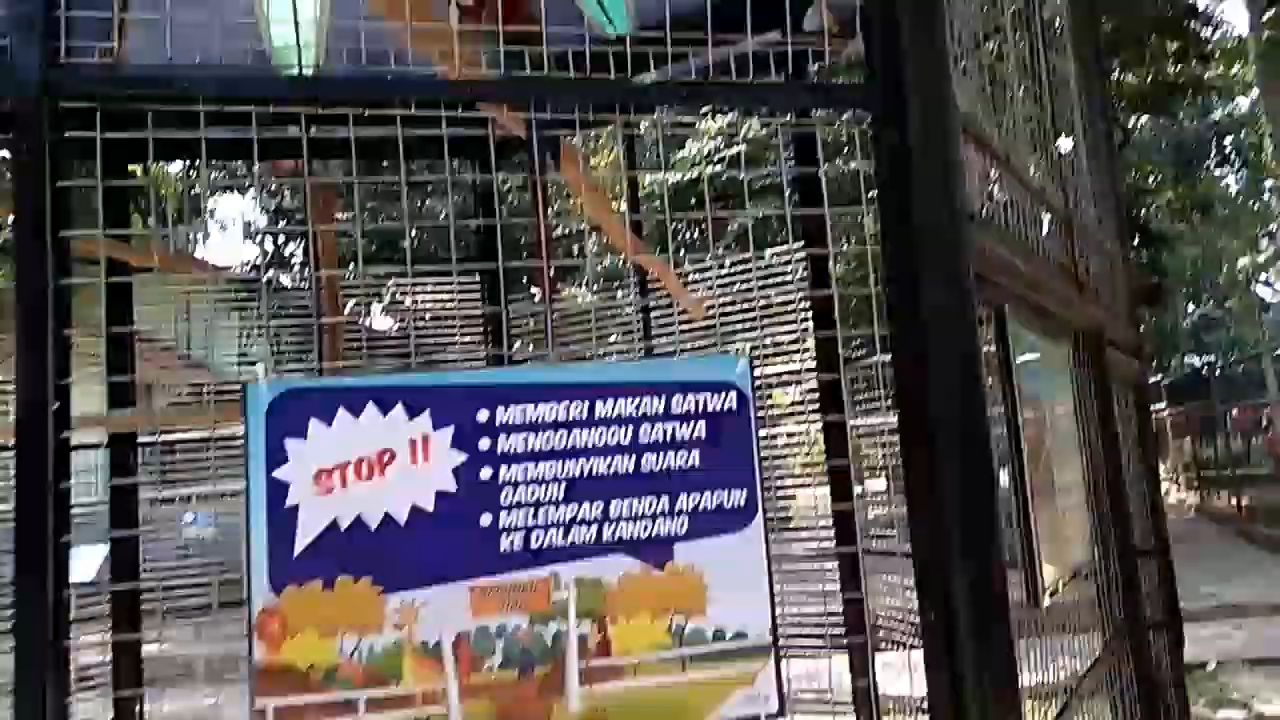 STOP !!
• MEMBERI MAKAN SATWA
• MENGGANGGU SATWA
• MEMBUNYIKAN SUARA
GADUH
• MELEMPAR BENDA APAPUN
KE DALAM KANDANG